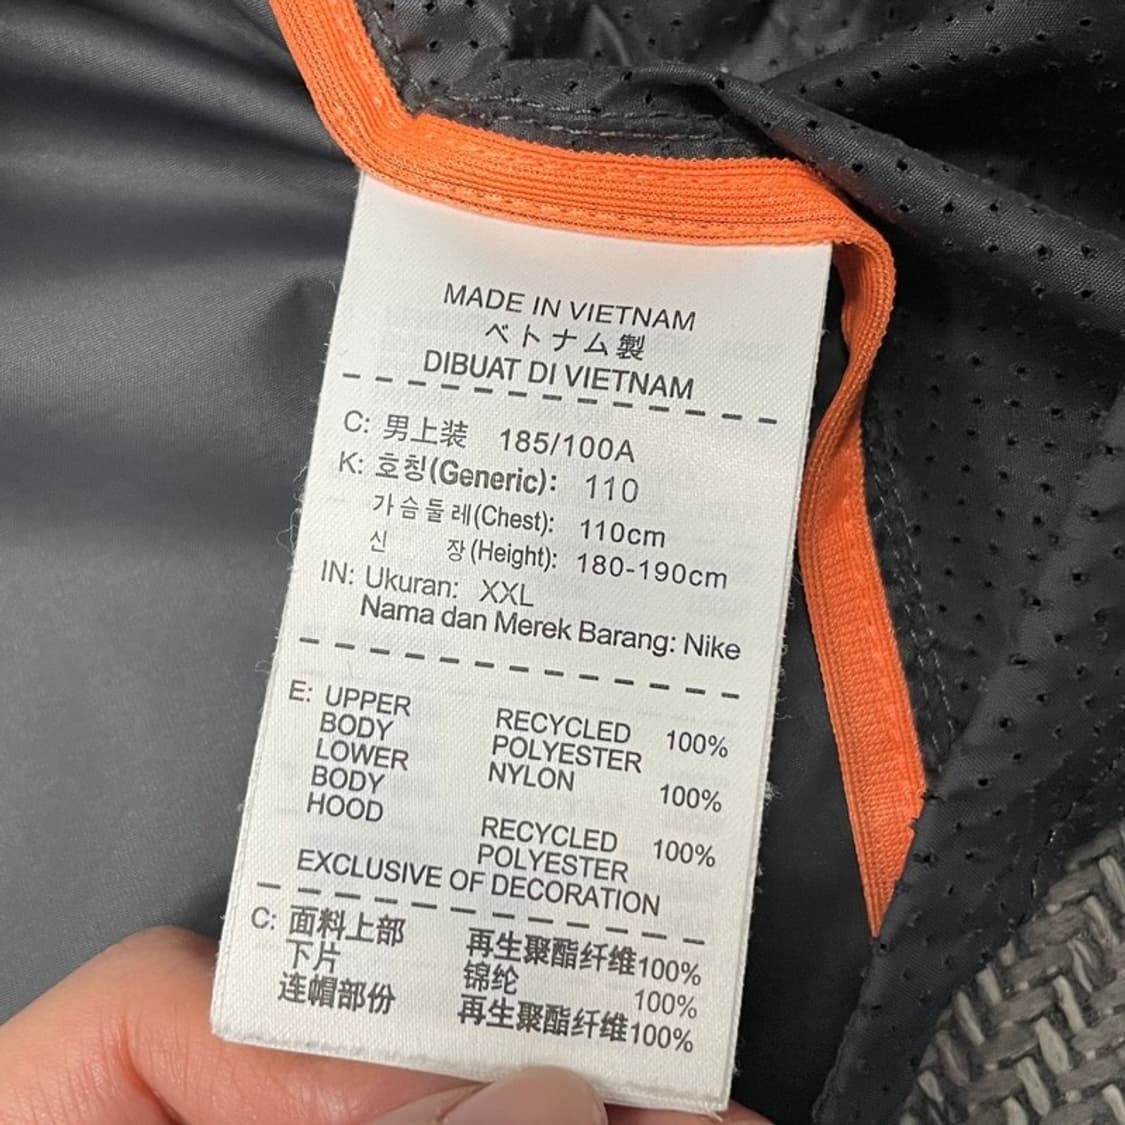 MADE IN VIETNAM
ベトナム製
DIBUAT DI VIETNAM
C: 男上装 185/100A
K: 호칭(Generic): 110
가슴둘레(Chest): 110cm
신 장(Height): 180-190cm
IN: Ukuran: XXL
Nama dan Merek Barang: Nike
E: UPPER
BODY RECYCLED 100%
LOWER POLYESTER
BODY NYLON 100%
HOOD
RECYCLED 100%
POLYESTER
EXCLUSIVE OF DECORATION
C: 面料上部 再生聚酯纤维100%
下片 锦纶 100%
连帽部份 再生聚酯纤维100%